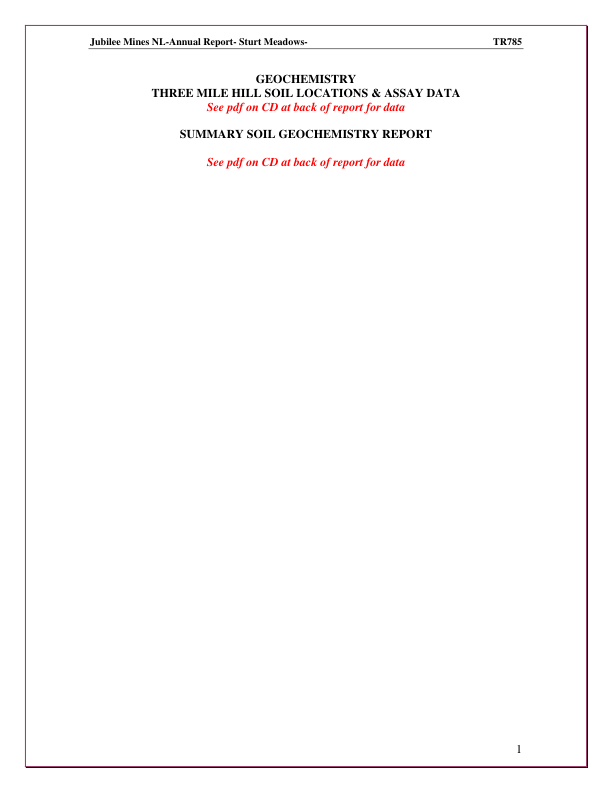 Jubilee Mines NL-Annual Report- Sturt Meadows- TR785
GEOCHEMISTRY
THREE MILE HILL SOIL LOCATIONS & ASSAY DATA
See pdf on CD at back of report for data
SUMMARY SOIL GEOCHEMISTRY REPORT
See pdf on CD at back of report for data
1